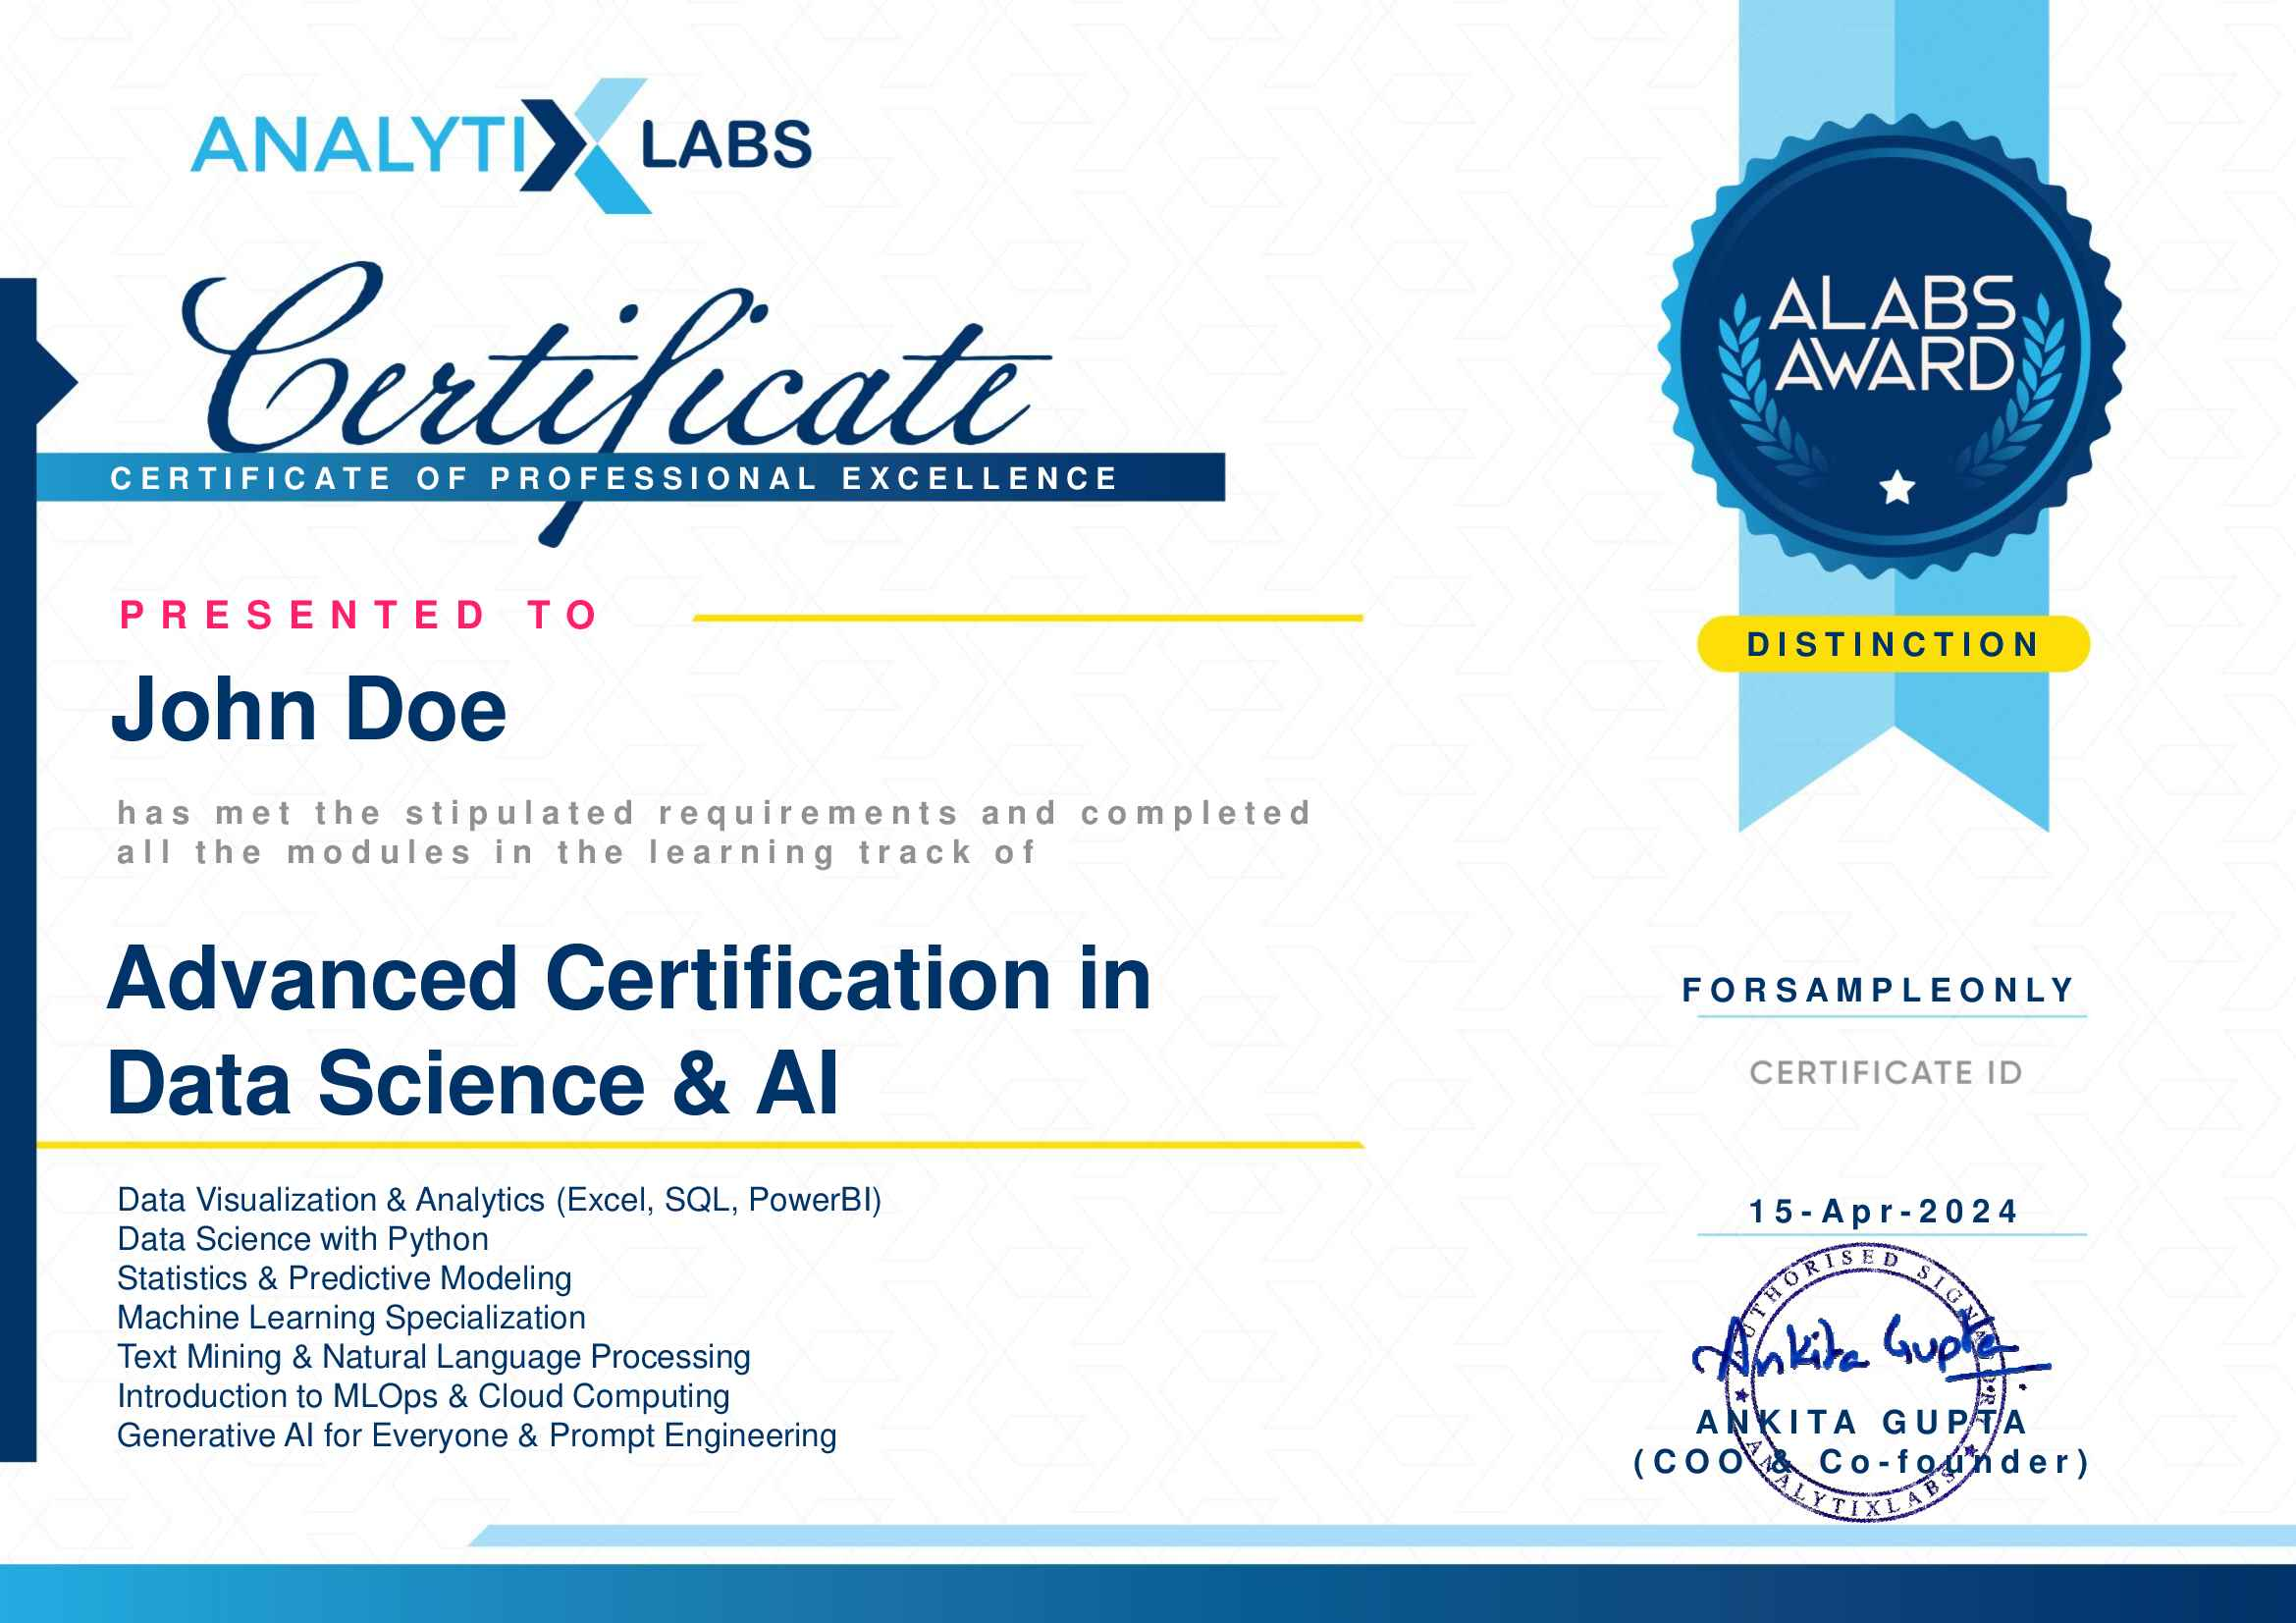 ANALYTIX LABS
Certificate
CERTIFICATE OF PROFESSIONAL EXCELLENCE
PRESENTED TO
John Doe
has met the stipulated requirements and completed
all the modules in the learning track of
Advanced Certification in
Data Science & AI
Data Visualization & Analytics (Excel, SQL, PowerBI)
Data Science with Python
Statistics & Predictive Modeling
Machine Learning Specialization
Text Mining & Natural Language Processing
Introduction to MLOps & Cloud Computing
Generative AI for Everyone & Prompt Engineering
ALABS
AWARD
DISTINCTION
FORSAMPLEONLY
CERTIFICATE ID
15-Apr-2024
AUTHORISED
Ankita Gupta
ANKITA GUPTA
(COO & Co-founder)
ANALYTIXLABS